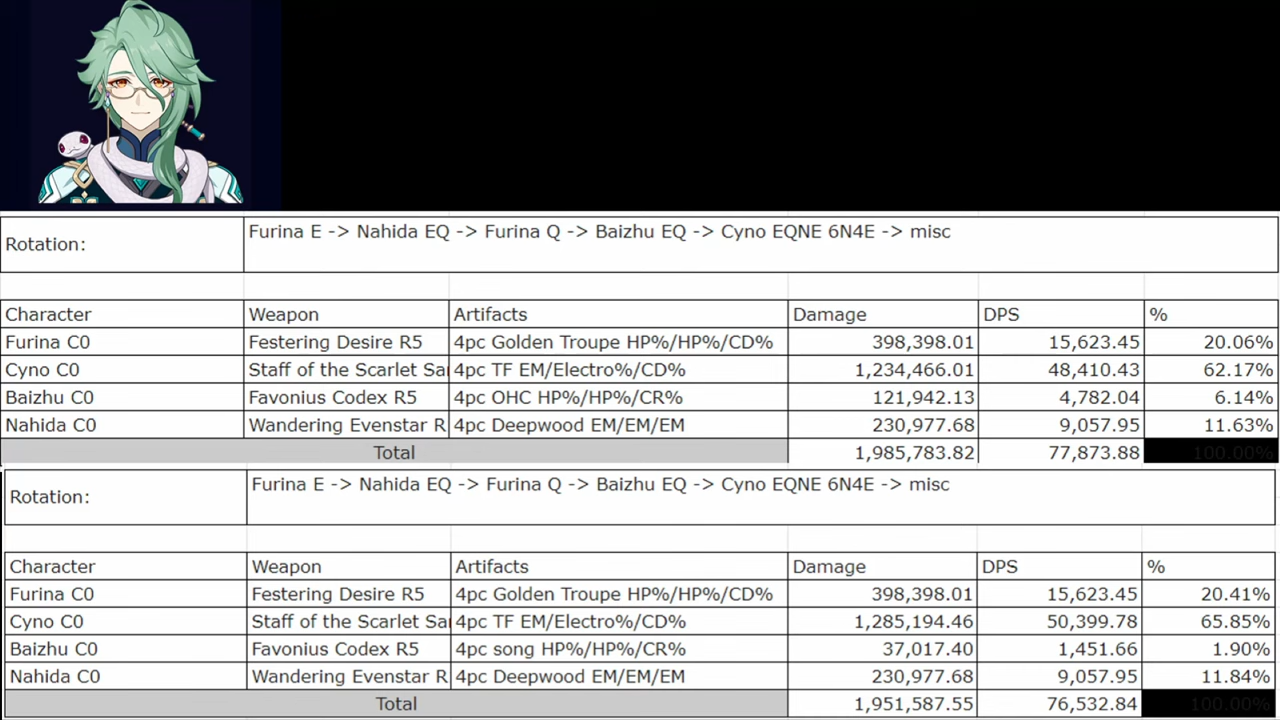 Rotation: Furina E -> Nahida EQ -> Furina Q -> Baizhu EQ -> Cyno EQNE 6N4E -> misc
Character Weapon Artifacts Damage DPS %
Furina C0 Festering Desire R5 4pc Golden Troupe HP%/HP%/CD% 398,398.01 15,623.45 20.06%
Cyno C0 Staff of the Scarlet Sa 4pc TF EM/Electro%/CD% 1,234,466.01 48,410.43 62.17%
Baizhu C0 Favonius Codex R5 4pc OHC HP%/HP%/CR% 121,942.13 4,782.04 6.14%
Nahida C0 Wandering Evenstar R 4pc Deepwood EM/EM/EM 230,977.68 9,057.95 11.63%
Total 1,985,783.82 77,873.88 100.00%
Rotation: Furina E -> Nahida EQ -> Furina Q -> Baizhu EQ -> Cyno EQNE 6N4E -> misc
Character Weapon Artifacts Damage DPS %
Furina C0 Festering Desire R5 4pc Golden Troupe HP%/HP%/CD% 398,398.01 15,623.45 20.41%
Cyno C0 Staff of the Scarlet Sa 4pc TF EM/Electro%/CD% 1,285,194.46 50,399.78 65.85%
Baizhu C0 Favonius Codex R5 4pc song HP%/HP%/CR% 37,017.40 1,451.66 1.90%
Nahida C0 Wandering Evenstar R 4pc Deepwood EM/EM/EM 230,977.68 9,057.95 11.84%
Total 1,951,587.55 76,532.84 100.00%